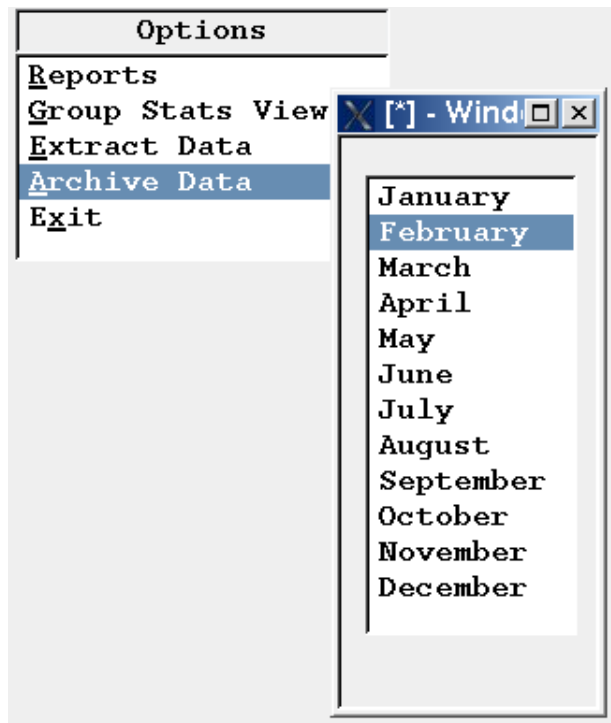 Options
Reports
Group Stats View
Extract Data
Archive Data
Exit
[*] - Wind
January
February
March
April
May
June
July
August
September
October
November
December